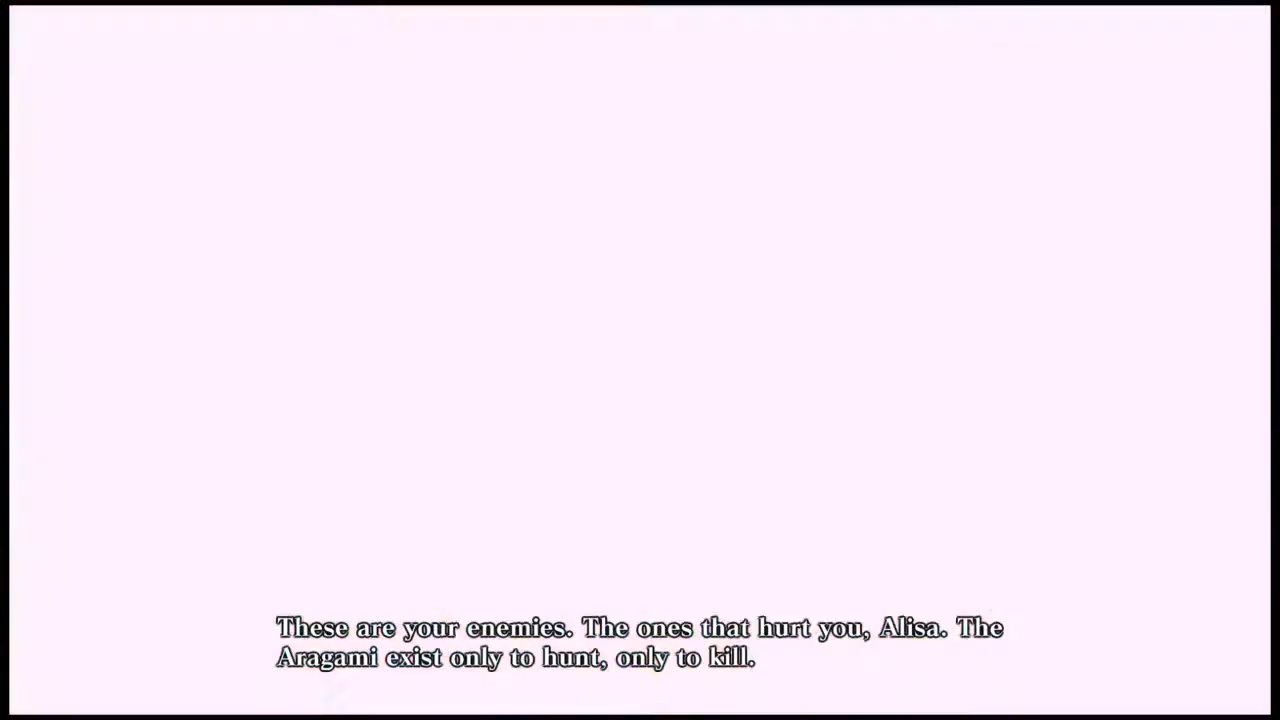 These are your enemies. The ones that hurt you, Alisa. The
Aragami exist only to hunt, only to kill.